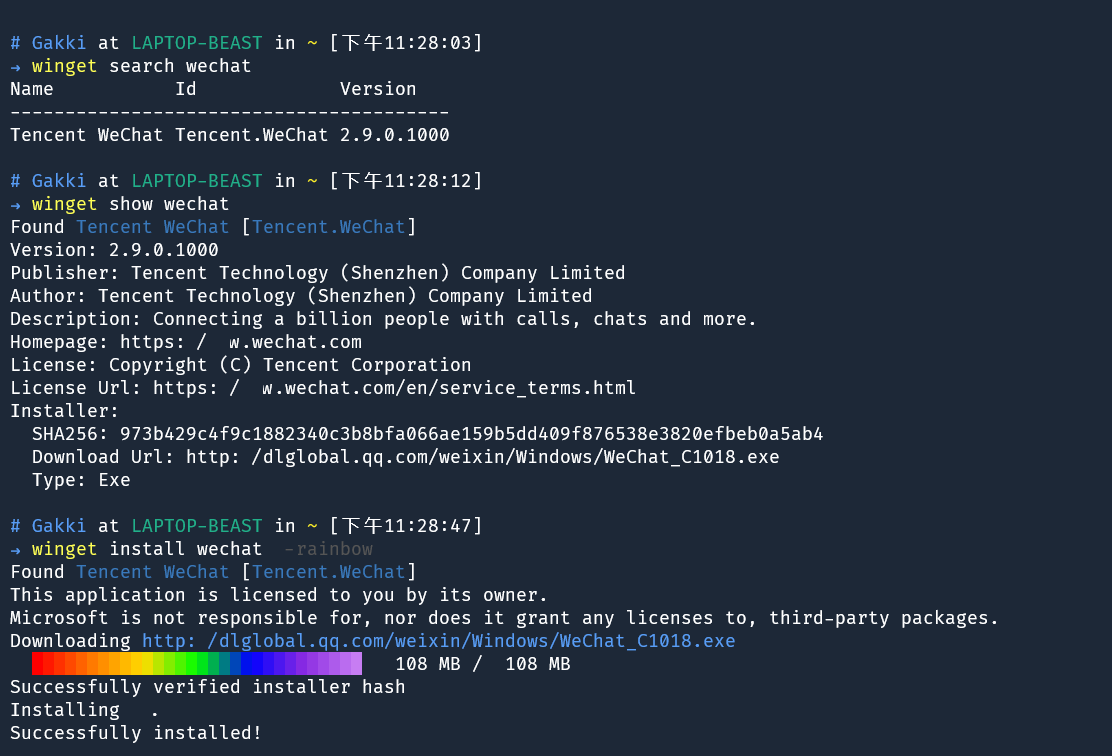 # Gakki at LAPTOP-BEAST in ~ [下午11:28:03]
→ winget search wechat
Name           Id             Version
----------------------------------------
Tencent WeChat Tencent.WeChat 2.9.0.1000
# Gakki at LAPTOP-BEAST in ~ [下午11:28:12]
→ winget show wechat
Found Tencent WeChat [Tencent.WeChat]
Version: 2.9.0.1000
Publisher: Tencent Technology (Shenzhen) Company Limited
Author: Tencent Technology (Shenzhen) Company Limited
Description: Connecting a billion people with calls, chats and more.
Homepage: https: /  w.wechat.com
License: Copyright (C) Tencent Corporation
License Url: https: /  w.wechat.com/en/service_terms.html
Installer:
  SHA256: 973b429c4f9c1882340c3b8bfa066ae159b5dd409f876538e3820efbeb0a5ab4
  Download Url: http: /dlglobal.qq.com/weixin/Windows/WeChat_C1018.exe
  Type: Exe
# Gakki at LAPTOP-BEAST in ~ [下午11:28:47]
→ winget install wechat  -rainbow
Found Tencent WeChat [Tencent.WeChat]
This application is licensed to you by its owner.
Microsoft is not responsible for, nor does it grant any licenses to, third-party packages.
Downloading http: /dlglobal.qq.com/weixin/Windows/WeChat_C1018.exe
108 MB /  108 MB
Successfully verified installer hash
Installing   .
Successfully installed!